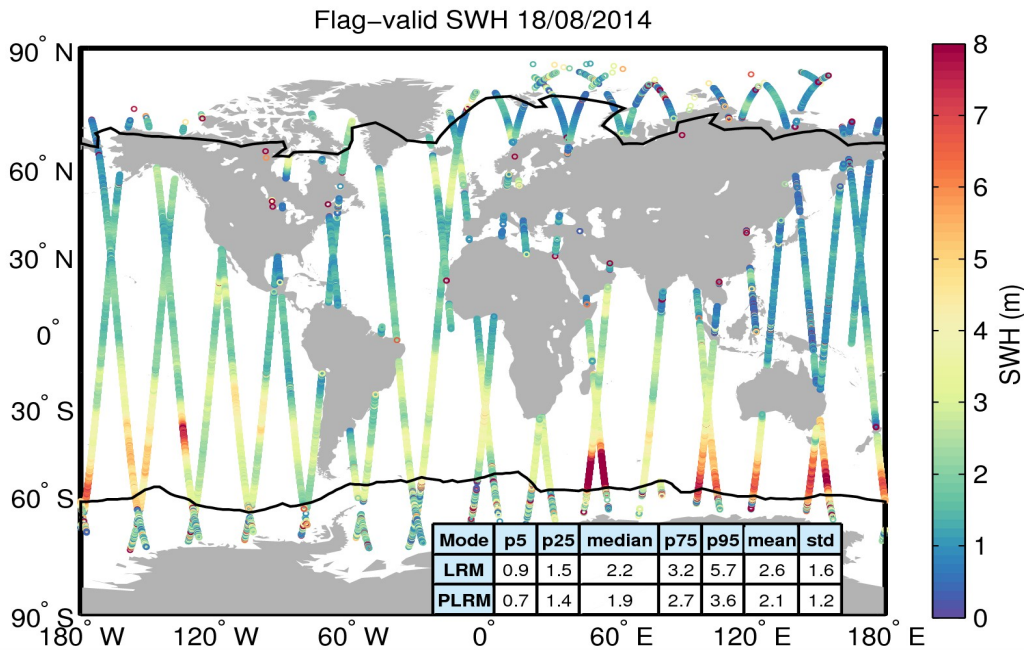 Flag−valid SWH 18/08/2014
90° N
60° N
30° N
0°
30° S
60° S
90° S
180° W
120° W
60° W
0°
60° E
120° E
180° E
Mode p5 p25 median p75 p95 mean std
LRM 0.9 1.5 2.2 3.2 5.7 2.6 1.6
PLRM 0.7 1.4 1.9 2.7 3.6 2.1 1.2
8
7
6
5
4
3
2
1
0
SWH (m)